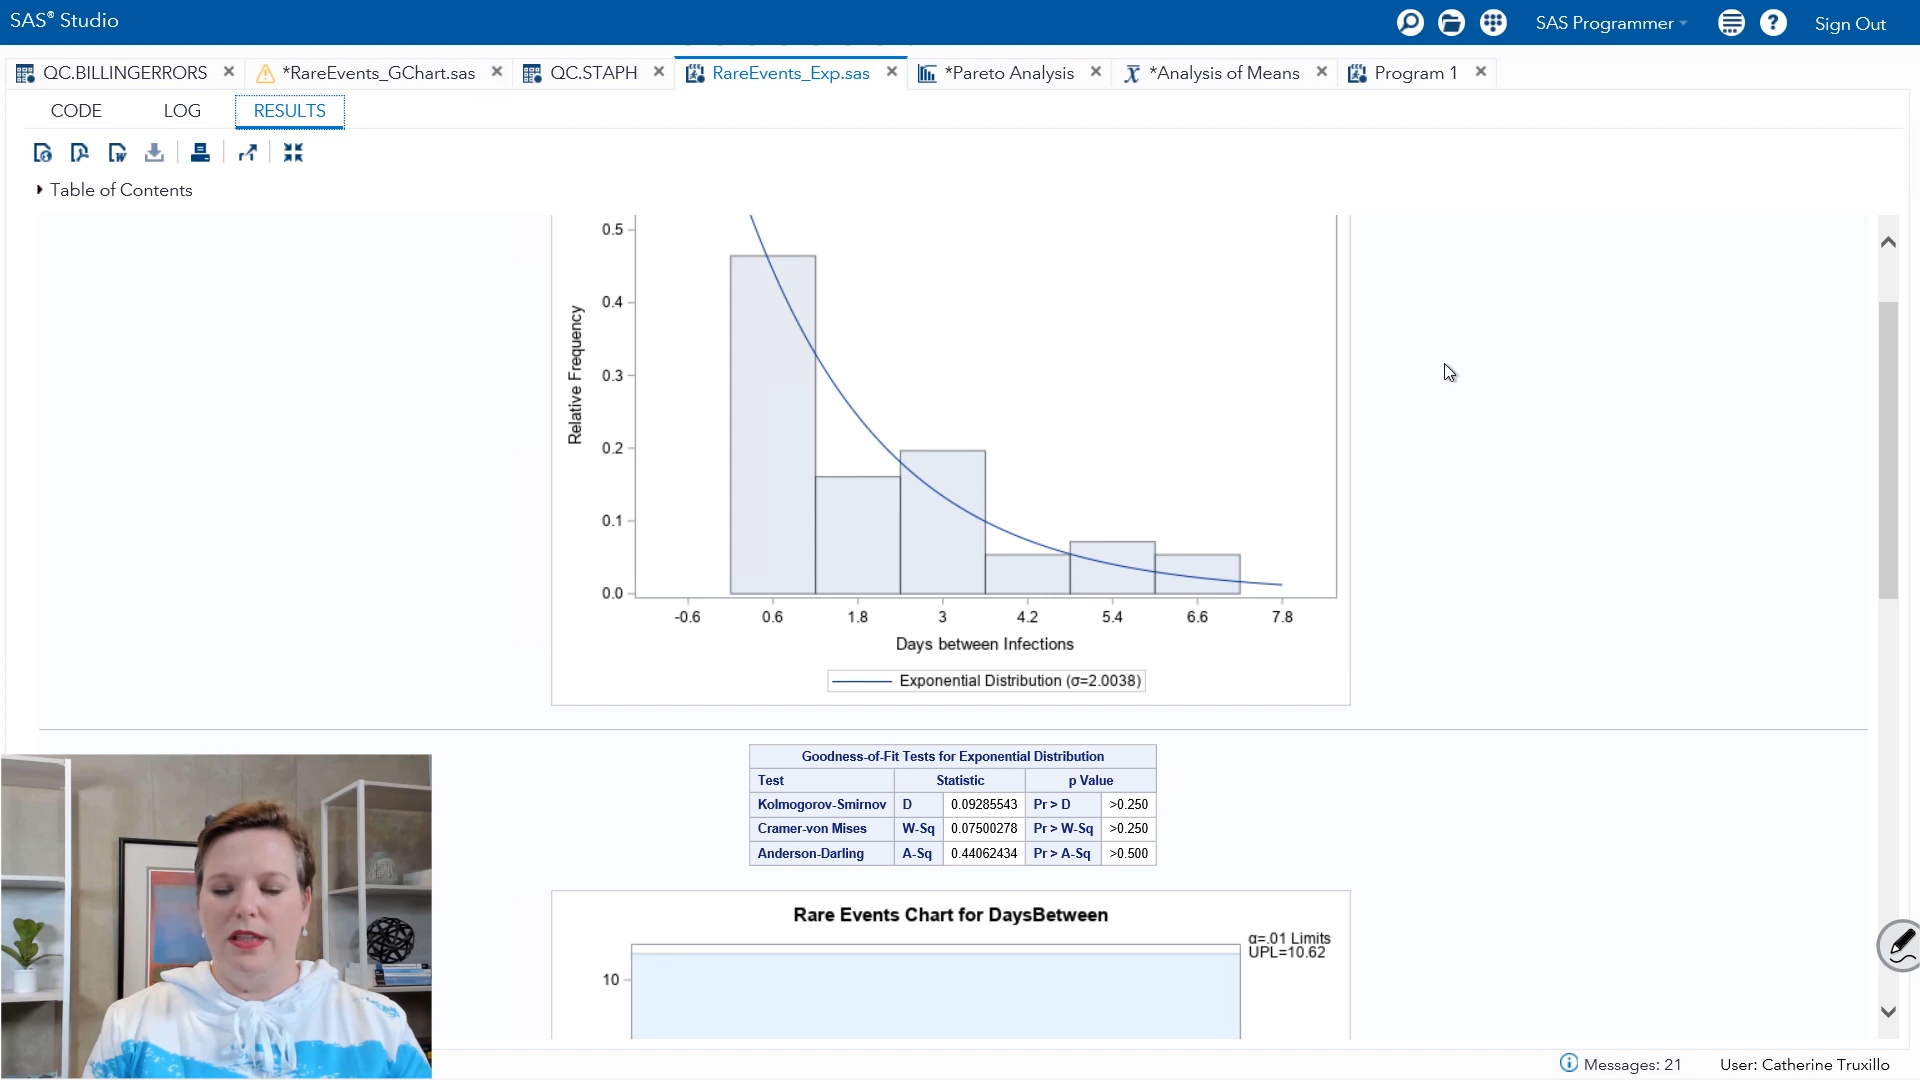 SAS® Studio
SAS Programmer
Sign Out
QC.BILLINGERRORS
*RareEvents_GChart.sas
QC.STAPH
RareEvents_Exp.sas
*Pareto Analysis
*Analysis of Means
Program 1
CODE LOG RESULTS
Table of Contents
0.5
0.4
0.3
0.2
0.1
0.0
Relative Frequency
-0.6 0.6 1.8 3 4.2 5.4 6.6 7.8
Days between Infections
Exponential Distribution (σ=2.0038)
Goodness-of-Fit Tests for Exponential Distribution
Test Statistic p Value
Kolmogorov-Smirnov D 0.09285543 Pr > D >0.250
Cramer-von Mises W-Sq 0.07500278 Pr > W-Sq >0.250
Anderson-Darling A-Sq 0.44062434 Pr > A-Sq >0.500
Rare Events Chart for DaysBetween
α=.01 Limits
UPL=10.62
10
Messages: 21
User: Catherine Truxillo